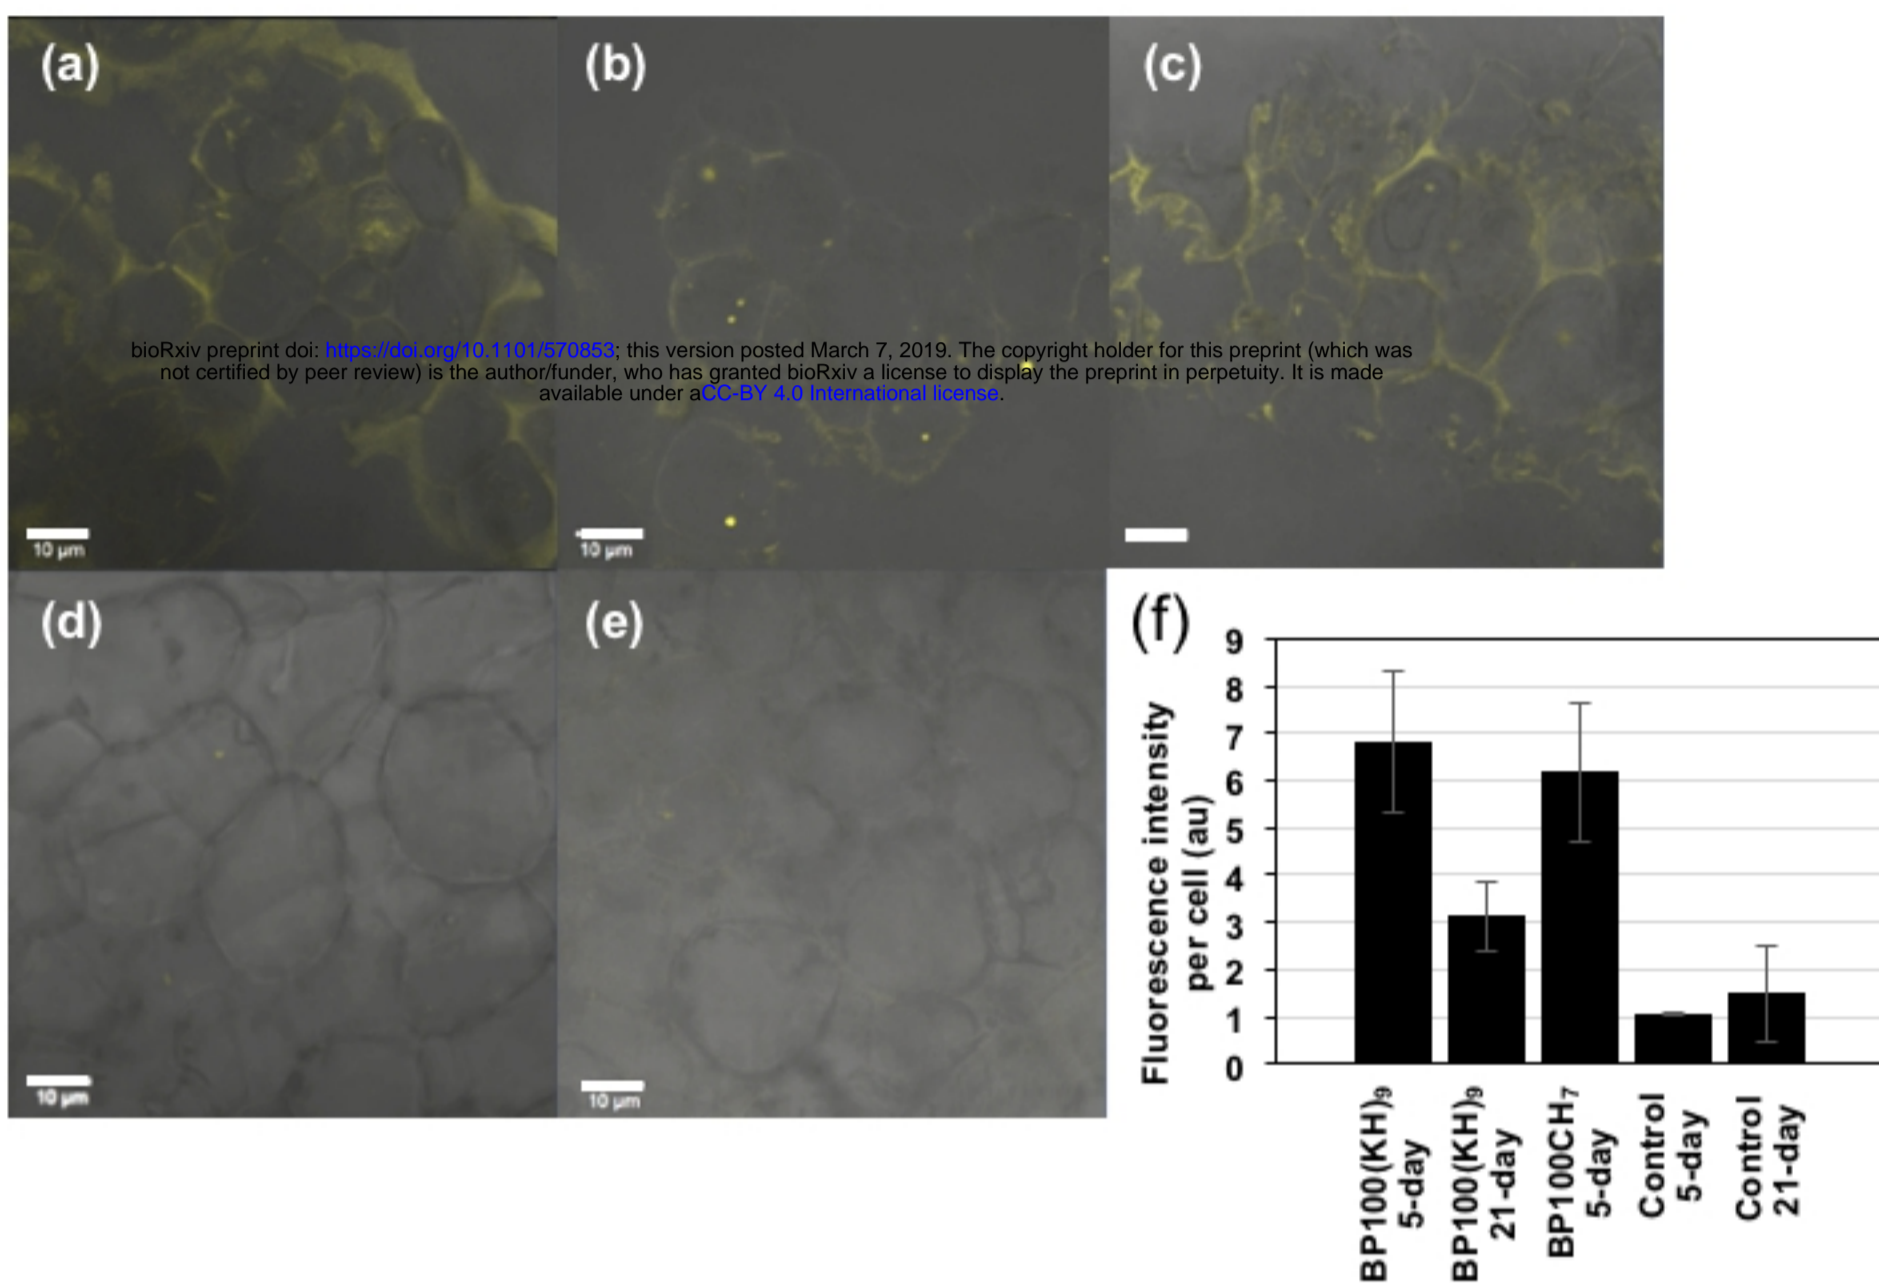 (a)
(b)
(c)
bioRxiv preprint doi: https://doi.org/10.1101/570853; this version posted March 7, 2019. The copyright holder for this preprint (which was
not certified by peer review) is the author/funder, who has granted bioRxiv a license to display the preprint in perpetuity. It is made
available under aCC-BY 4.0 International license.
10 µm
10 µm
(d)
(e)
10 µm
10 µm
(f)
Fluorescence intensity
per cell (au)
9
8
7
6
5
4
3
2
1
0
BP100(KH)₉
5-day
BP100(KH)₉
21-day
BP100CH₇
5-day
Control
5-day
Control
21-day